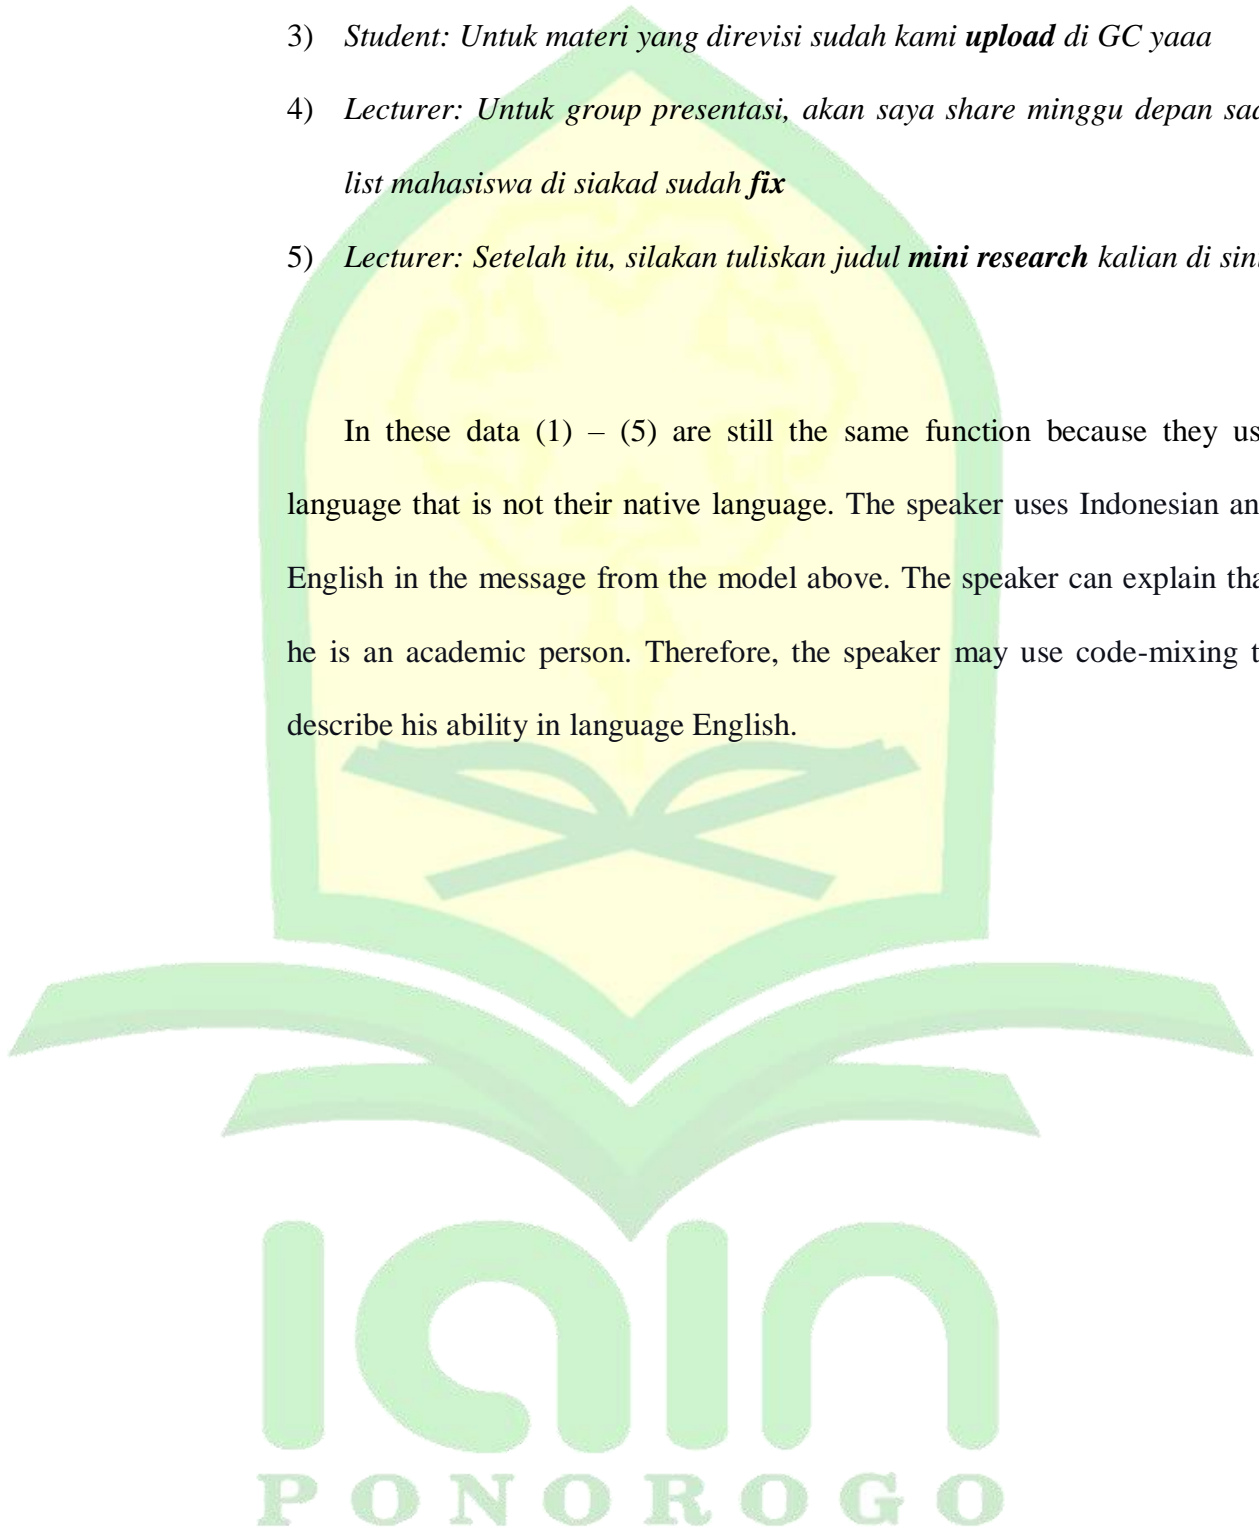 3) Student: Untuk materi yang direvisi sudah kami upload di GC yaaa
4) Lecturer: Untuk group presentasi, akan saya share minggu depan
list mahasiswa di siakad sudah fix
5) Lecturer: Setelah itu, silakan tuliskan judul mini research kalian di
In these data (1) – (5) are still the same function because they
language that is not their native language. The speaker uses Indonesian
English in the message from the model above. The speaker can explain
he is an academic person. Therefore, the speaker may use code-mixing
describe his ability in language English.
IAIN
PONOROGO